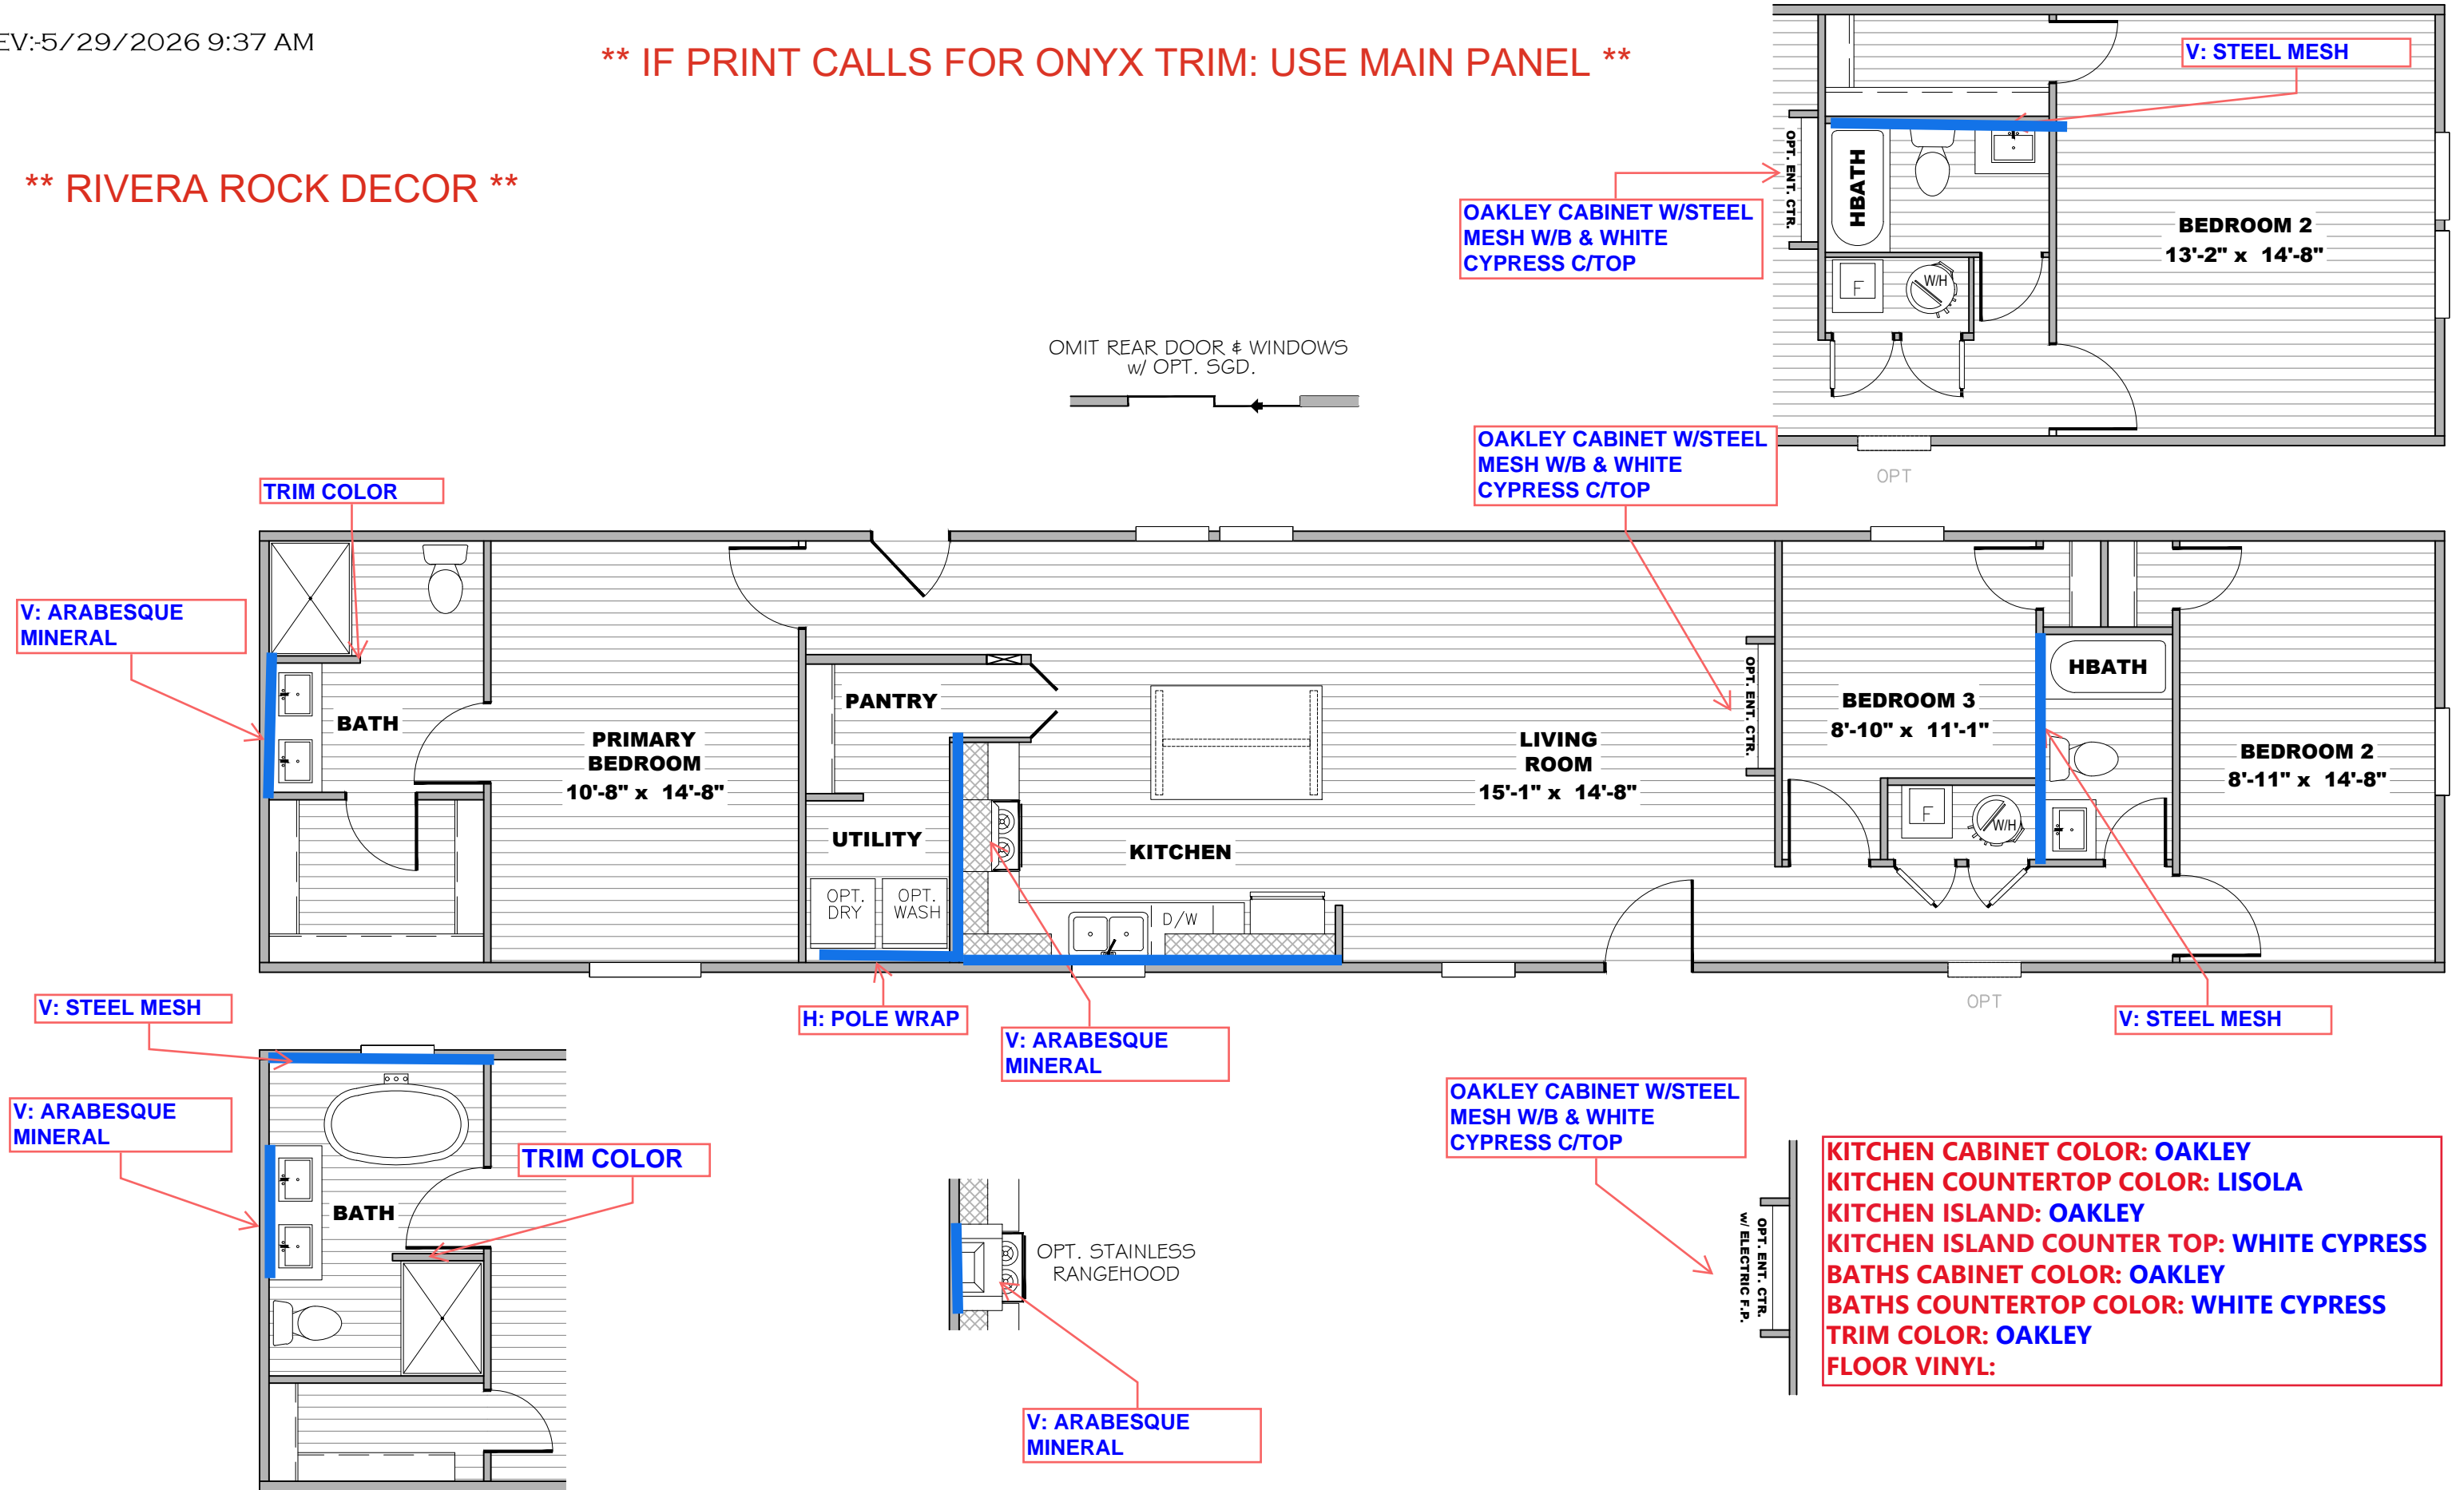 EV:-5/29/2026 9:37 AM
** IF PRINT CALLS FOR ONYX TRIM: USE MAIN PANEL **
** RIVERA ROCK DECOR **
V: STEEL MESH
OPT. ENT. CTR.
HBATH
OAKLEY CABINET W/STEEL
MESH W/B & WHITE
CYPRESS C/TOP
BEDROOM 2
13'-2" x 14'-8"
F
W/H
OPT
OMIT REAR DOOR & WINDOWS
w/ OPT. SGD.
OAKLEY CABINET W/STEEL
MESH W/B & WHITE
CYPRESS C/TOP
TRIM COLOR
V: ARABESQUE
MINERAL
BATH
PRIMARY
BEDROOM
10'-8" x 14'-8"
PANTRY
UTILITY
OPT.
DRY
OPT.
WASH
KITCHEN
D/W
LIVING
ROOM
15'-1" x 14'-8"
OPT. ENT. CTR.
BEDROOM 3
8'-10" x 11'-1"
HBATH
F
W/H
BEDROOM 2
8'-11" x 14'-8"
OPT
H: POLE WRAP
V: ARABESQUE
MINERAL
V: STEEL MESH
V: STEEL MESH
V: ARABESQUE
MINERAL
BATH
TRIM COLOR
OPT. STAINLESS
RANGEHOOD
V: ARABESQUE
MINERAL
OAKLEY CABINET W/STEEL
MESH W/B & WHITE
CYPRESS C/TOP
OPT. ENT. CTR.
w/ ELECTRIC F.P.
KITCHEN CABINET COLOR: OAKLEY
KITCHEN COUNTERTOP COLOR: LISOLA
KITCHEN ISLAND: OAKLEY
KITCHEN ISLAND COUNTER TOP: WHITE CYPRESS
BATHS CABINET COLOR: OAKLEY
BATHS COUNTERTOP COLOR: WHITE CYPRESS
TRIM COLOR: OAKLEY
FLOOR VINYL: